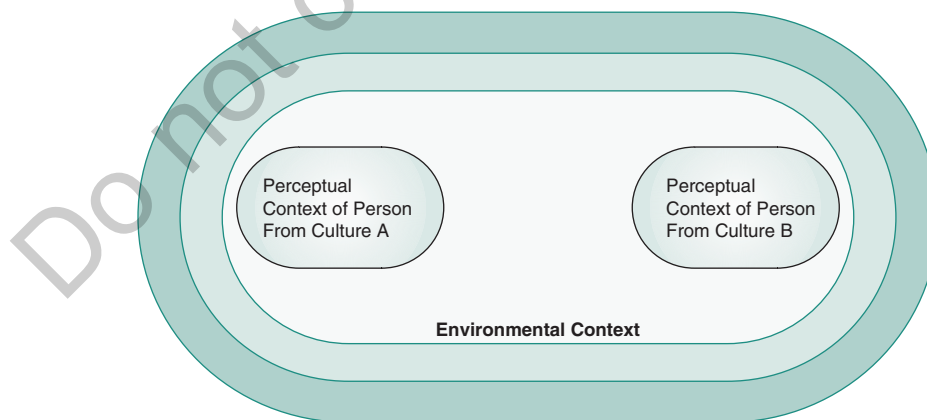 Do not
Perceptual
Context of Person
From Culture A
Perceptual
Context of Person
From Culture B
Environmental Context